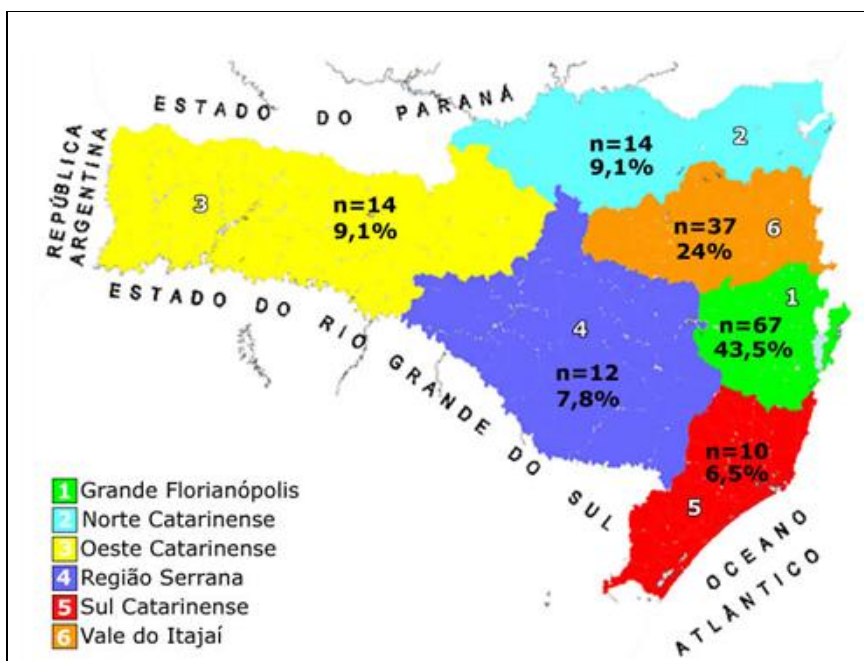 ESTADO DO PARANÁ
REPÚBLICA
ARGENTINA
2
n=14
9,1%
3
n=14
9,1%
n=37
24%
6
1
n=67
43,5%
4
n=12
7,8%
n=10
6,5%
5
ESTADO DO RIO GRANDE DO SUL
OCEANO
ATLÂNTICO
1 Grande Florianópolis
2 Norte Catarinense
3 Oeste Catarinense
4 Região Serrana
5 Sul Catarinense
6 Vale do Itajaí